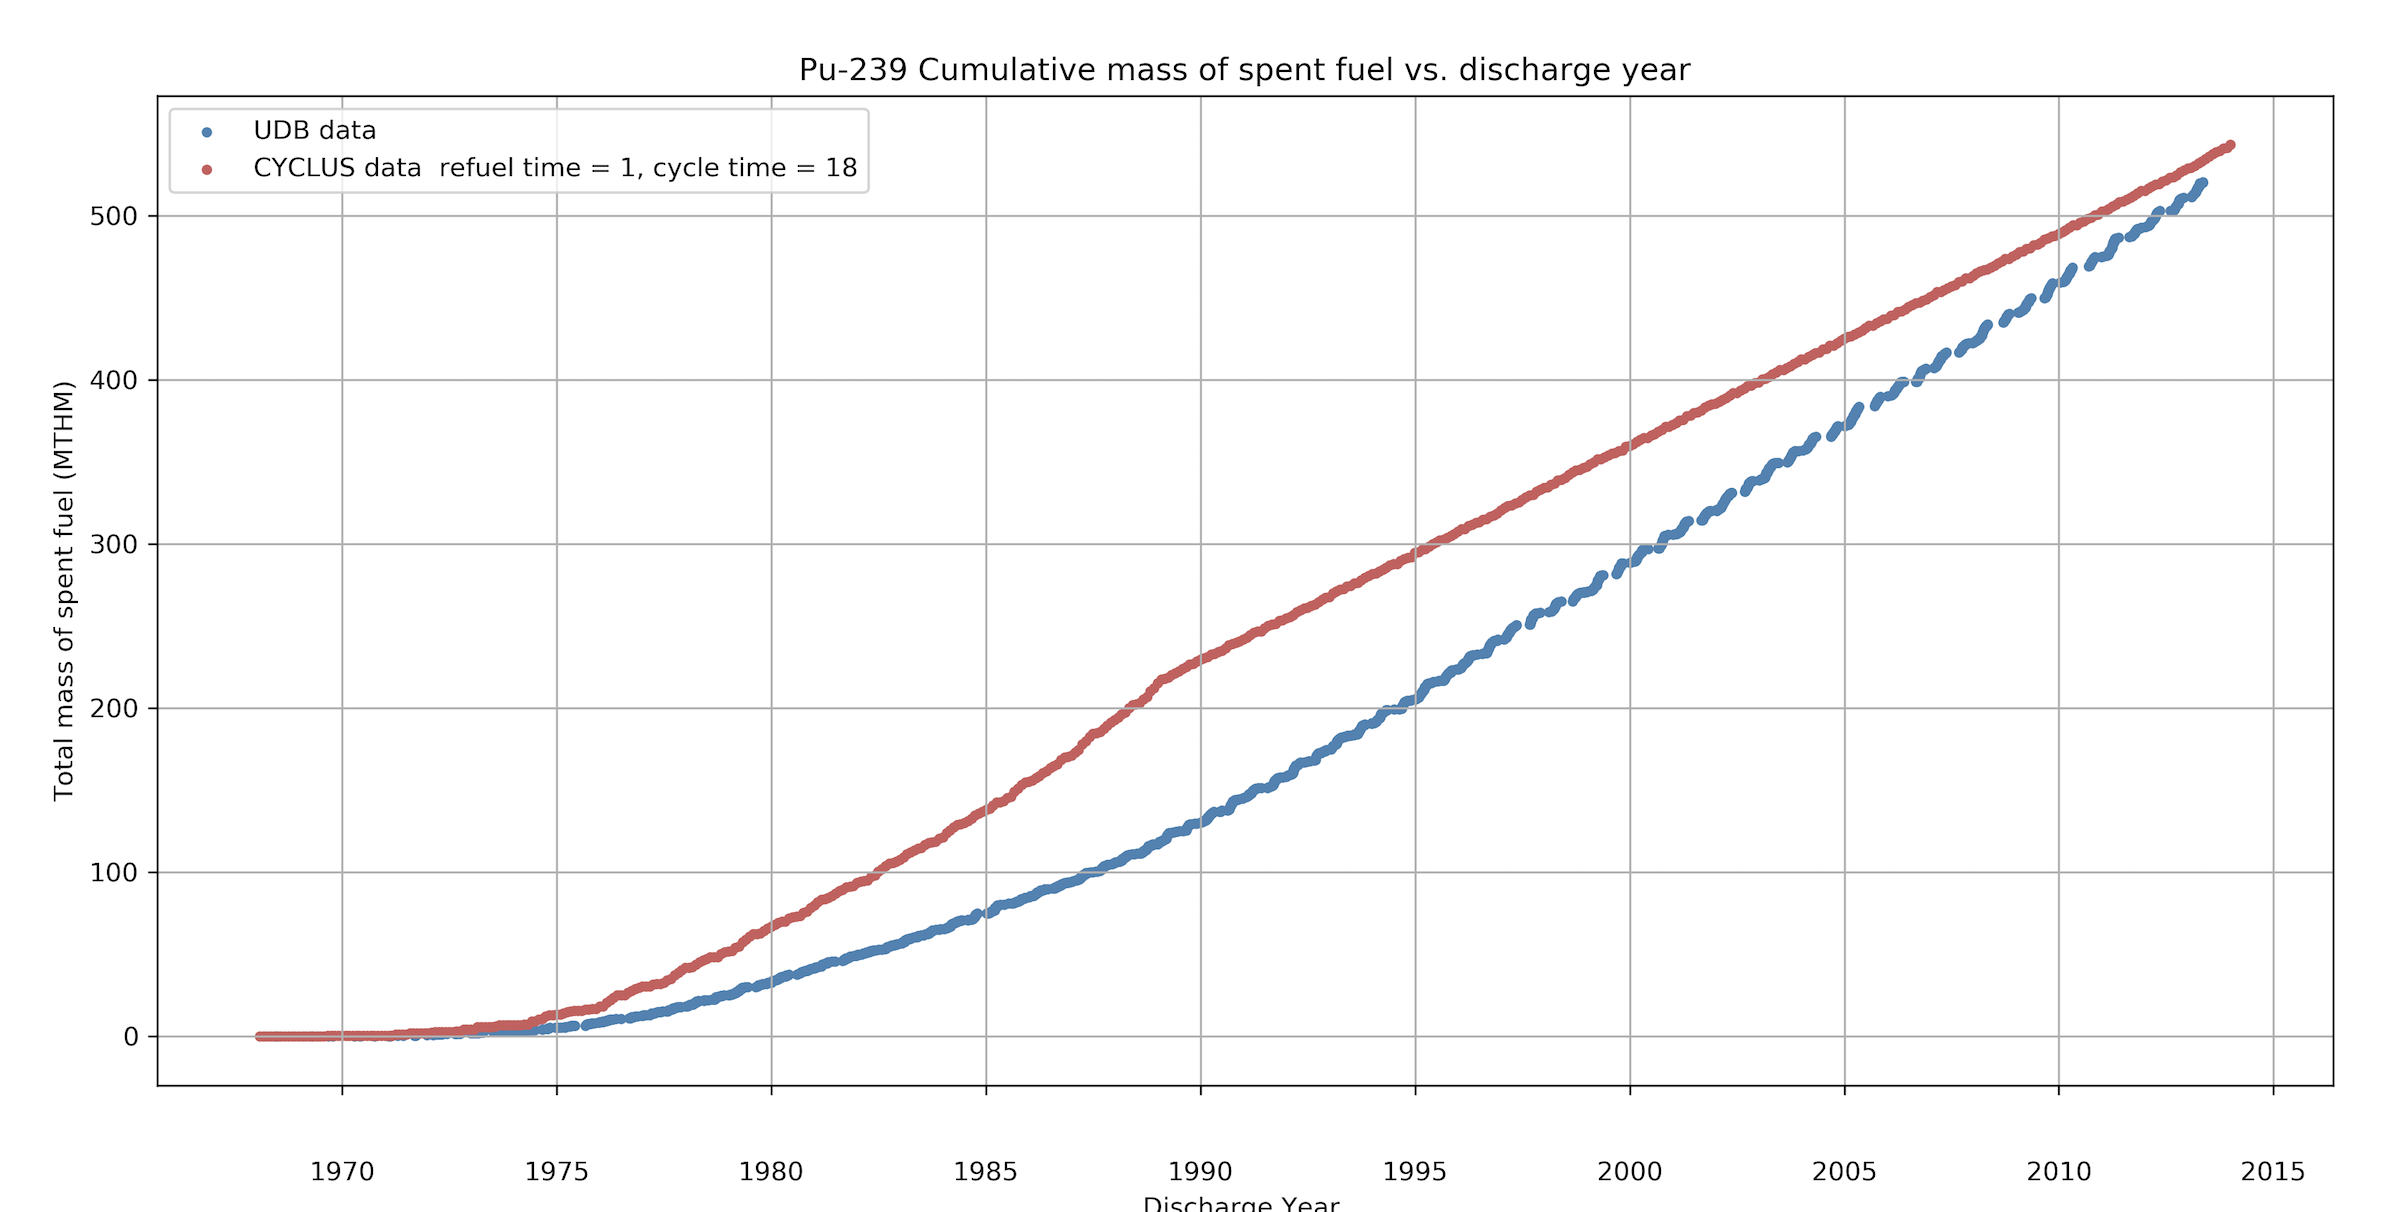 Pu-239 Cumulative mass of spent fuel vs. discharge year
UDB data
CYCLUS data  refuel time = 1, cycle time = 18
Total mass of spent fuel (MTHM)
500
400
300
200
100
0
1970 1975 1980 1985 1990 1995 2000 2005 2010 2015
Discharge Year